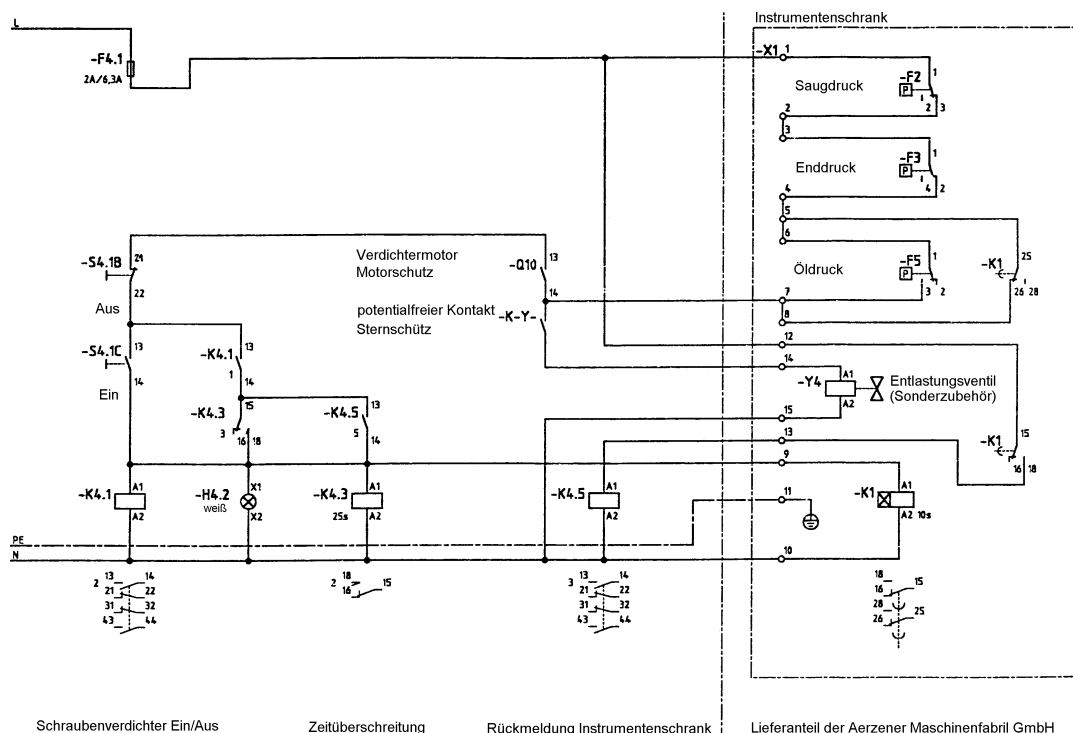 L
Instrumentenschrank
-F4.1
2A/6,3A
-X1 1
1
-F2
P
Saugdruck
2 3
2
3
1
-F3
P
Enddruck
4 2
4
5
6
21
-S4.1B
22
Aus
Verdichtermotor
Motorschutz
13
-Q10
14
1
-F5
P
Öldruck
3 2
25
-K1
26 28
7
8
potentialfreier Kontakt
Sternschütz
-K-Y-
13
-S4.1C
14
Ein
13
-K4.1
1 14
12
14
A1
-Y4
A2
Entlastungsventil
(Sonderzubehör)
15
-K4.3
3 16 18
13
-K4.5
5 14
15
13
15
-K1
16 18
9
A1
-K4.1
A2
X1
-H4.2
weiß
X2
A1
-K4.3
25s A2
A1
-K4.5
A2
11
A1
-K1
A2 10s
PE
N
10
2 13 14
21 22
31 32
43 44
2 18
16 15
3 13 14
21 22
31 32
43 44
18
16 15
28
26 25
Schraubenverdichter Ein/Aus
Zeitüberschreitung
Rückmeldung Instrumentenschrank
Lieferanteil der Aerzener Maschinenfabril GmbH